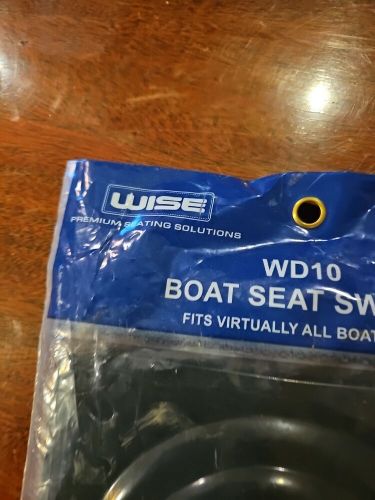 WISE
PREMIUM SEATING SOLUTIONS
WD10
BOAT SEAT SW
FITS VIRTUALLY ALL BOAT